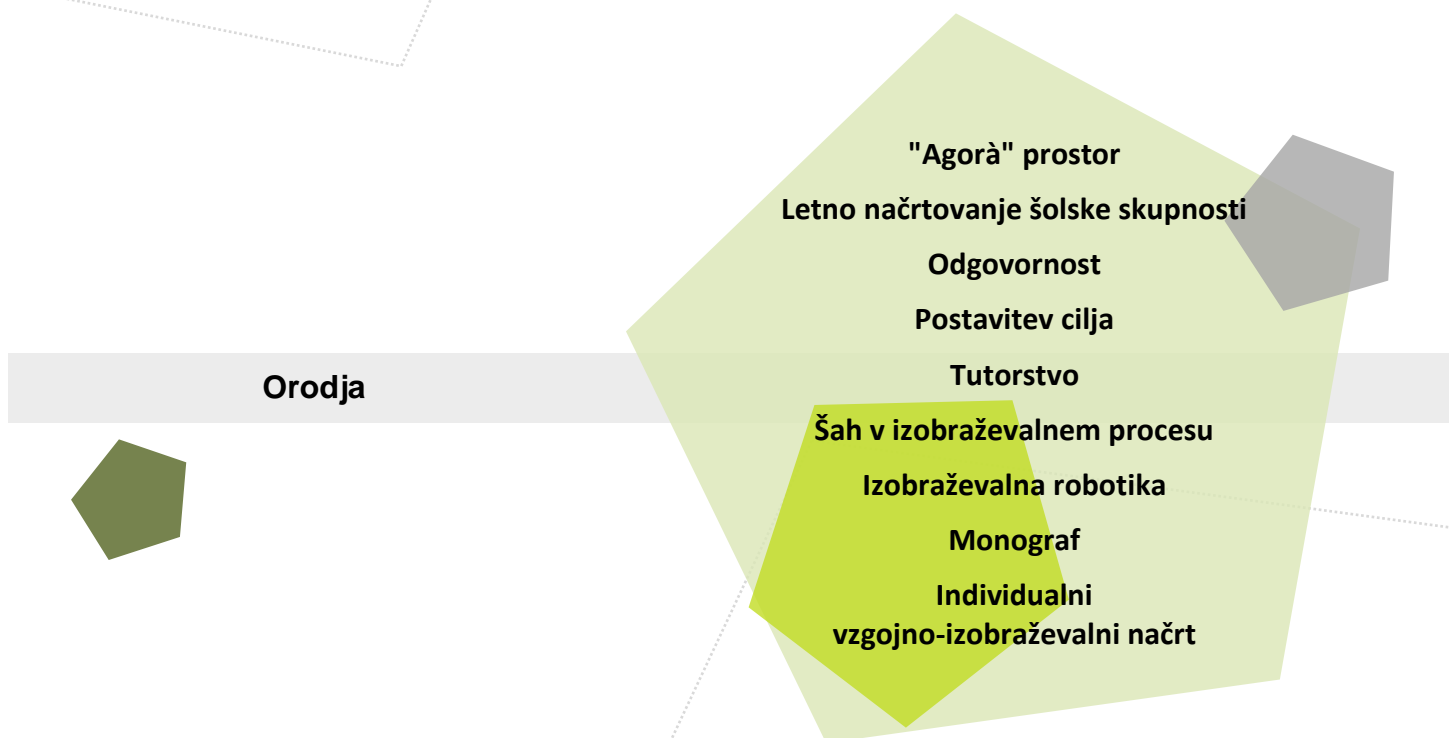 "Agorà" prostor
Letno načrtovanje šolske skupnosti
Odgovornost
Postavitev cilja
Orodja
Tutorstvo
Šah v izobraževalnem procesu
Izobraževalna robotika
Monograf
Individualni
vzgojno-izobraževalni načrt